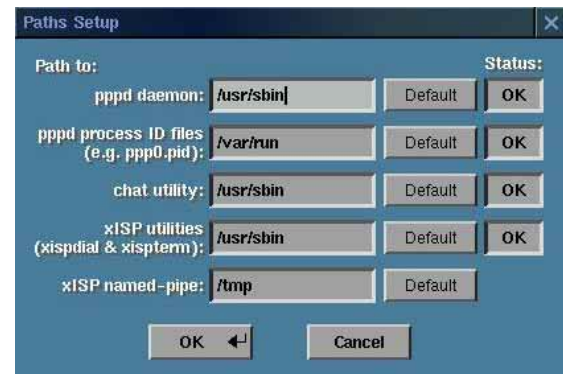 Paths Setup
Path to: Status:
pppd daemon: /usr/sbin Default OK
pppd process ID files
(e.g. ppp0.pid): /var/run Default OK
chat utility: /usr/sbin Default OK
xISP utilities
(xispdial & xispterm): /usr/sbin Default OK
xISP named-pipe: /tmp Default
OK Cancel